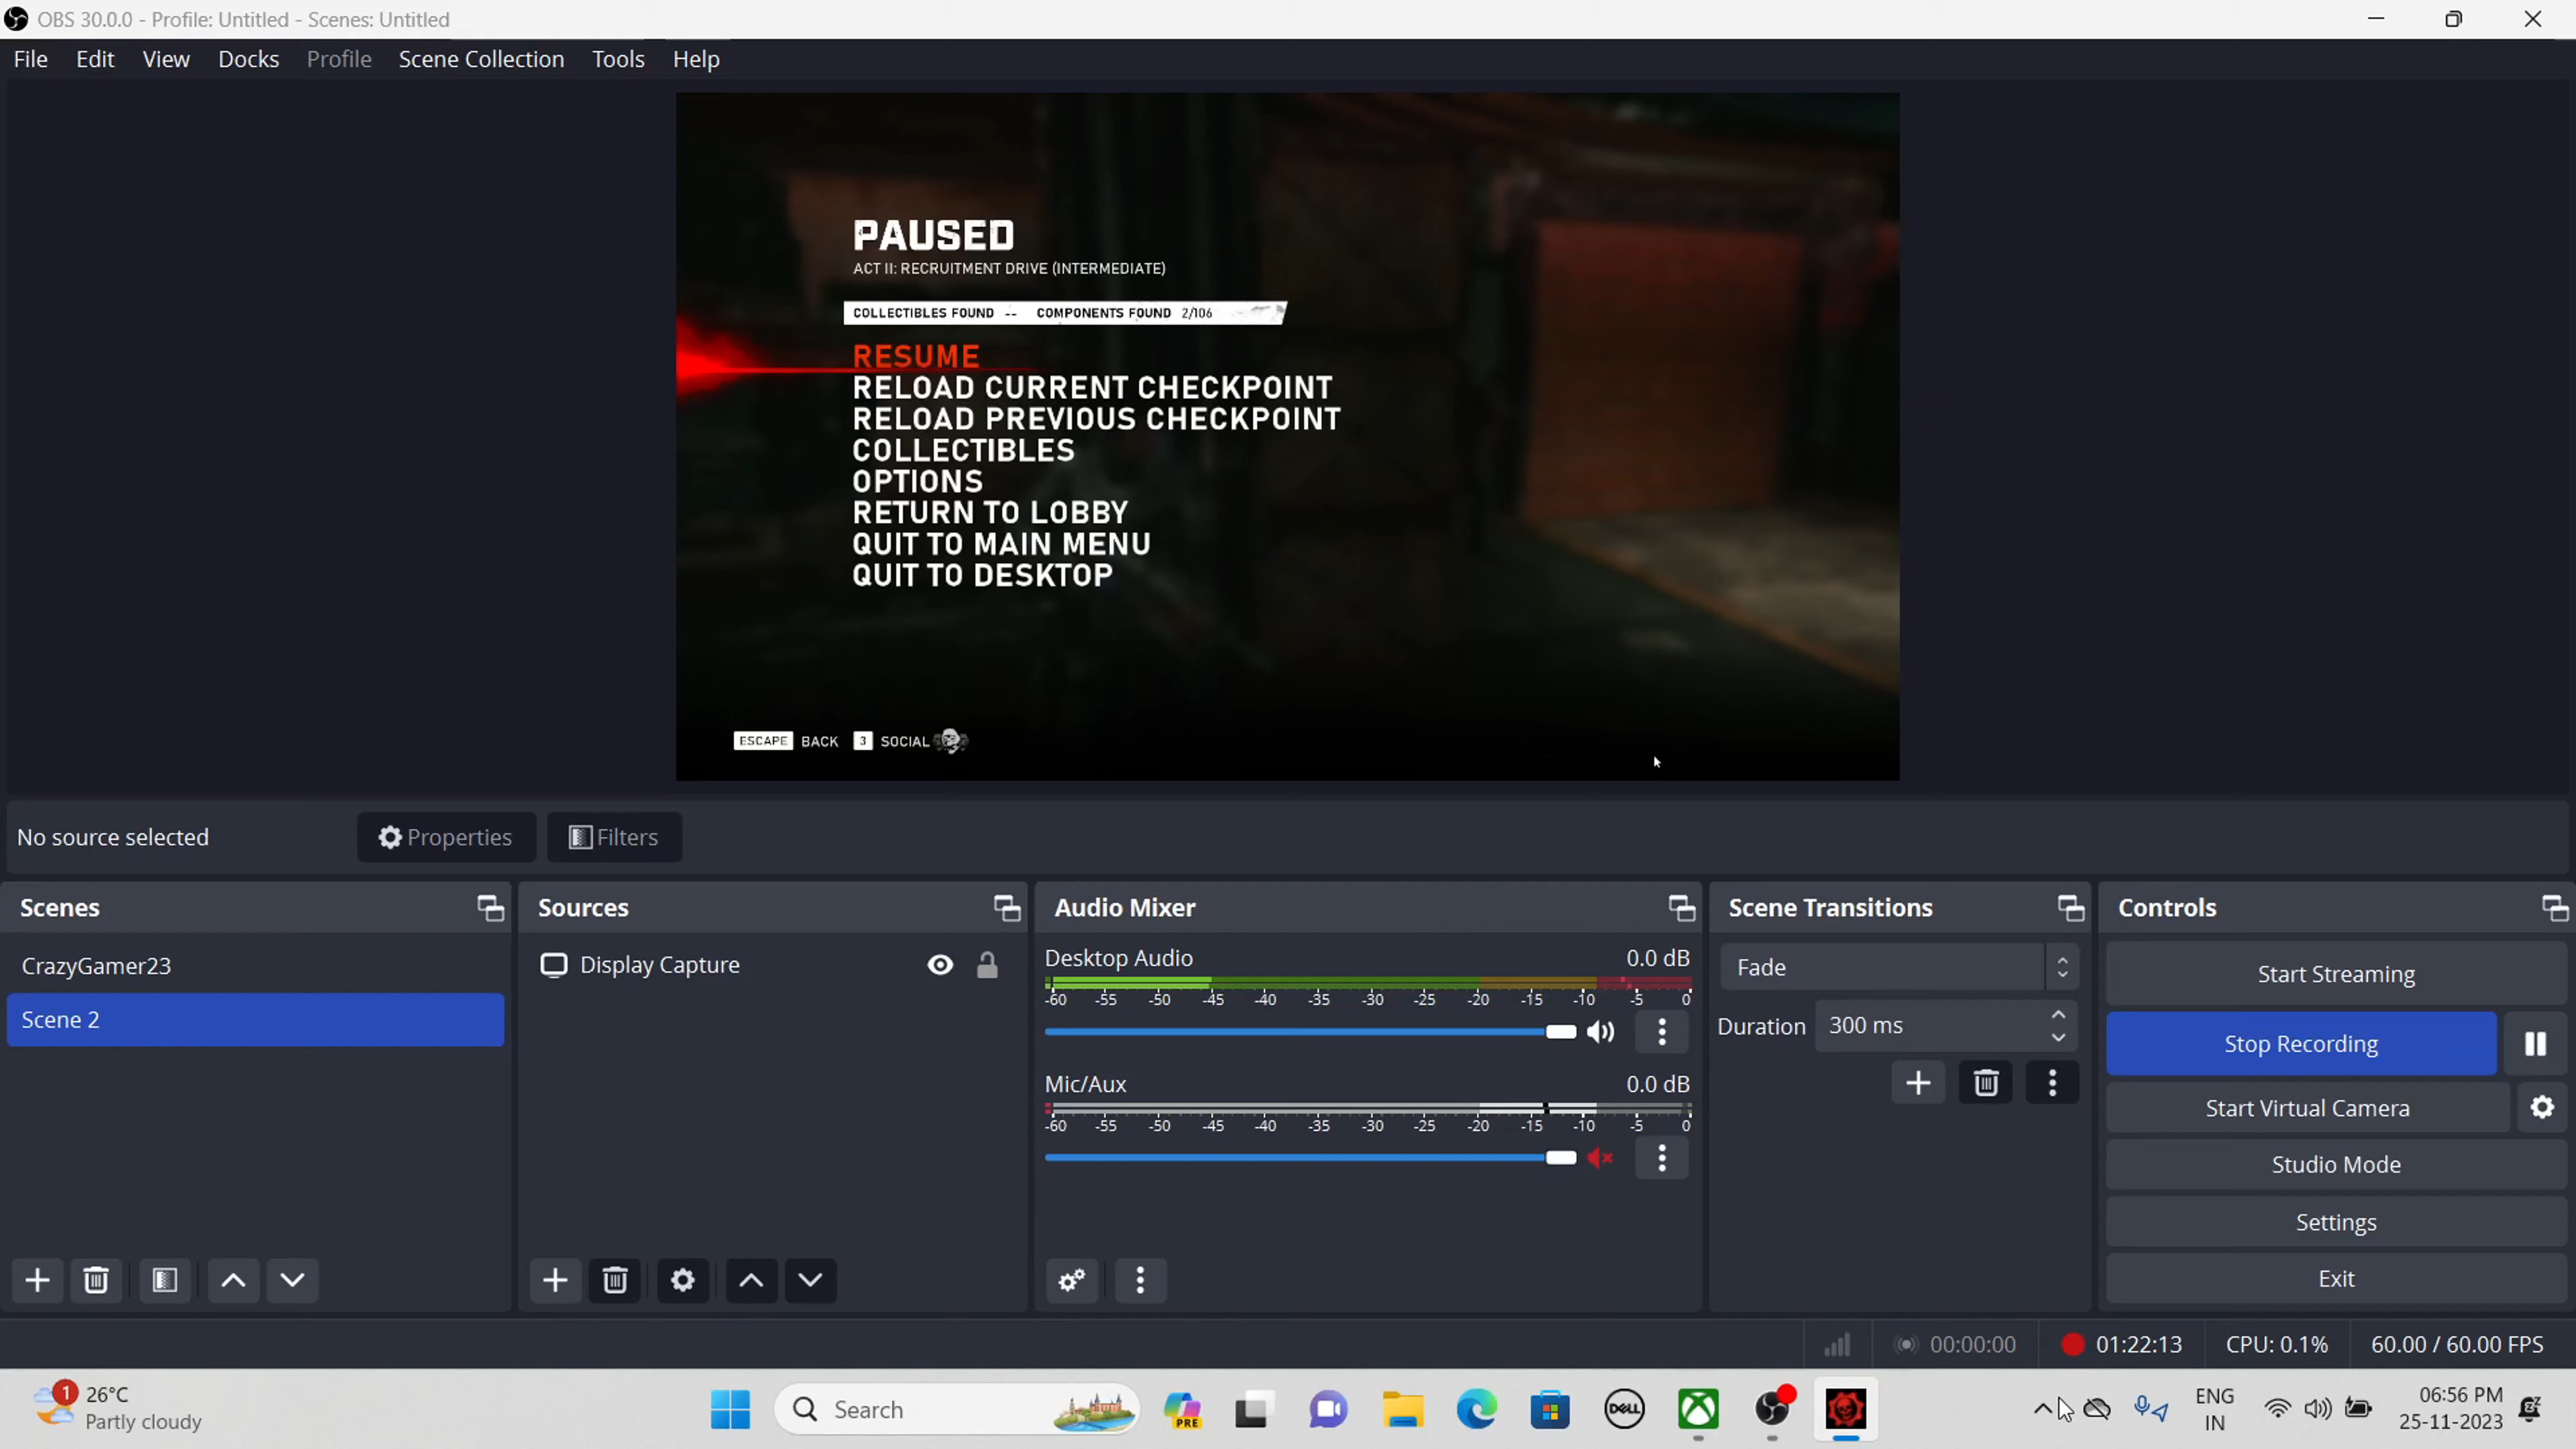 OBS 30.0.0 - Profile: Untitled - Scenes: Untitled
File Edit View Docks Profile Scene Collection Tools Help
PAUSED
ACT II: RECRUITMENT DRIVE (INTERMEDIATE)
COLLECTIBLES FOUND -- COMPONENTS FOUND 2/106
RESUME
RELOAD CURRENT CHECKPOINT
RELOAD PREVIOUS CHECKPOINT
COLLECTIBLES
OPTIONS
RETURN TO LOBBY
QUIT TO MAIN MENU
QUIT TO DESKTOP
ESCAPE BACK 3 SOCIAL
No source selected Properties Filters
Scenes
CrazyGamer23
Scene 2
Sources
Display Capture
Audio Mixer
Desktop Audio 0.0 dB
-60 -55 -50 -45 -40 -35 -30 -25 -20 -15 -10 -5 0
Mic/Aux 0.0 dB
-60 -55 -50 -45 -40 -35 -30 -25 -20 -15 -10 -5 0
Scene Transitions
Fade
Duration 300 ms
Controls
Start Streaming
Stop Recording
Start Virtual Camera
Studio Mode
Settings
Exit
00:00:00 01:22:13 CPU: 0.1% 60.00 / 60.00 FPS
1
26°C
Partly cloudy
Search
PRE
DELL
ENG
IN
06:56 PM
25-11-2023